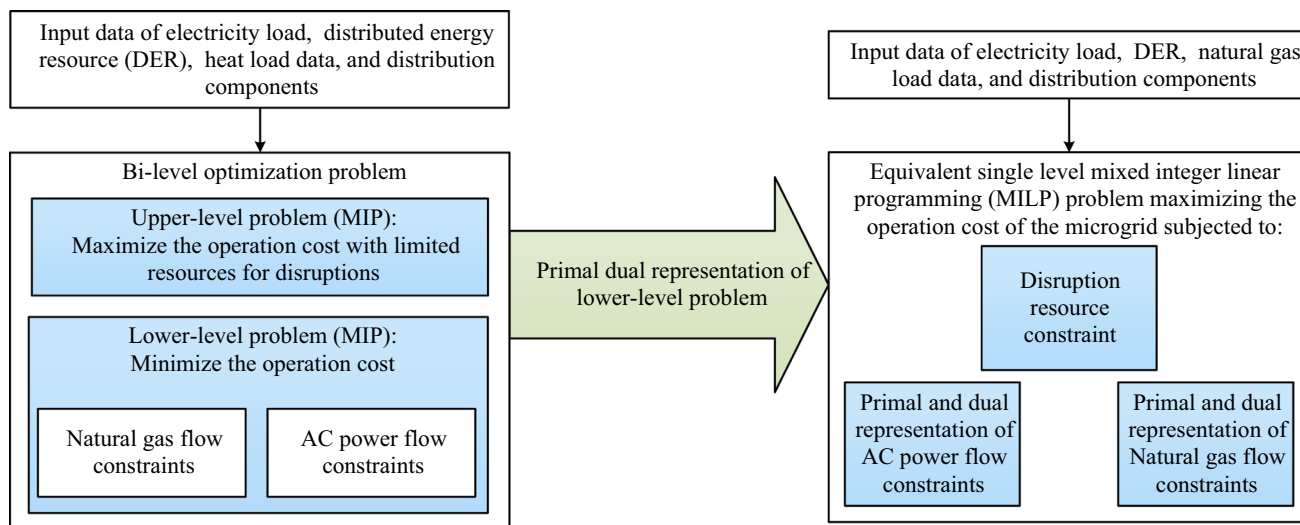 Input data of electricity load, distributed energy
resource (DER), heat load data, and distribution
components
Bi-level optimization problem
Upper-level problem (MIP):
Maximize the operation cost with limited
resources for disruptions
Lower-level problem (MIP):
Minimize the operation cost
Natural gas flow
constraints
AC power flow
constraints
Primal dual representation of
lower-level problem
Input data of electricity load, DER, natural gas
load data, and distribution components
Equivalent single level mixed integer linear
programming (MILP) problem maximizing the
operation cost of the microgrid subjected to:
Disruption
resource
constraint
Primal and dual
representation of
AC power flow
constraints
Primal and dual
representation of
Natural gas flow
constraints